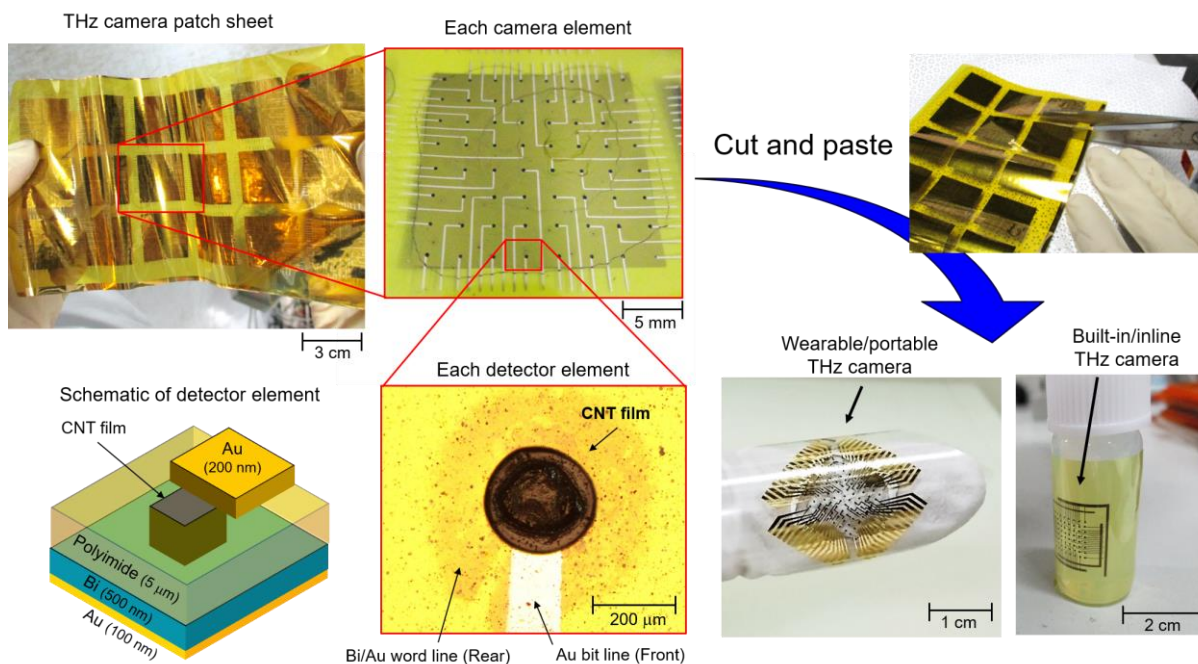 THz camera patch sheet
3 cm
Each camera element
5 mm
Cut and paste
Schematic of detector element
CNT film
Au
(200 nm)
Polyimide (5 μm)
Bi (500 nm)
Au (100 nm)
Each detector element
CNT film
200 μm
Bi/Au word line (Rear)
Au bit line (Front)
Wearable/portable
THz camera
1 cm
Built-in/inline
THz camera
2 cm